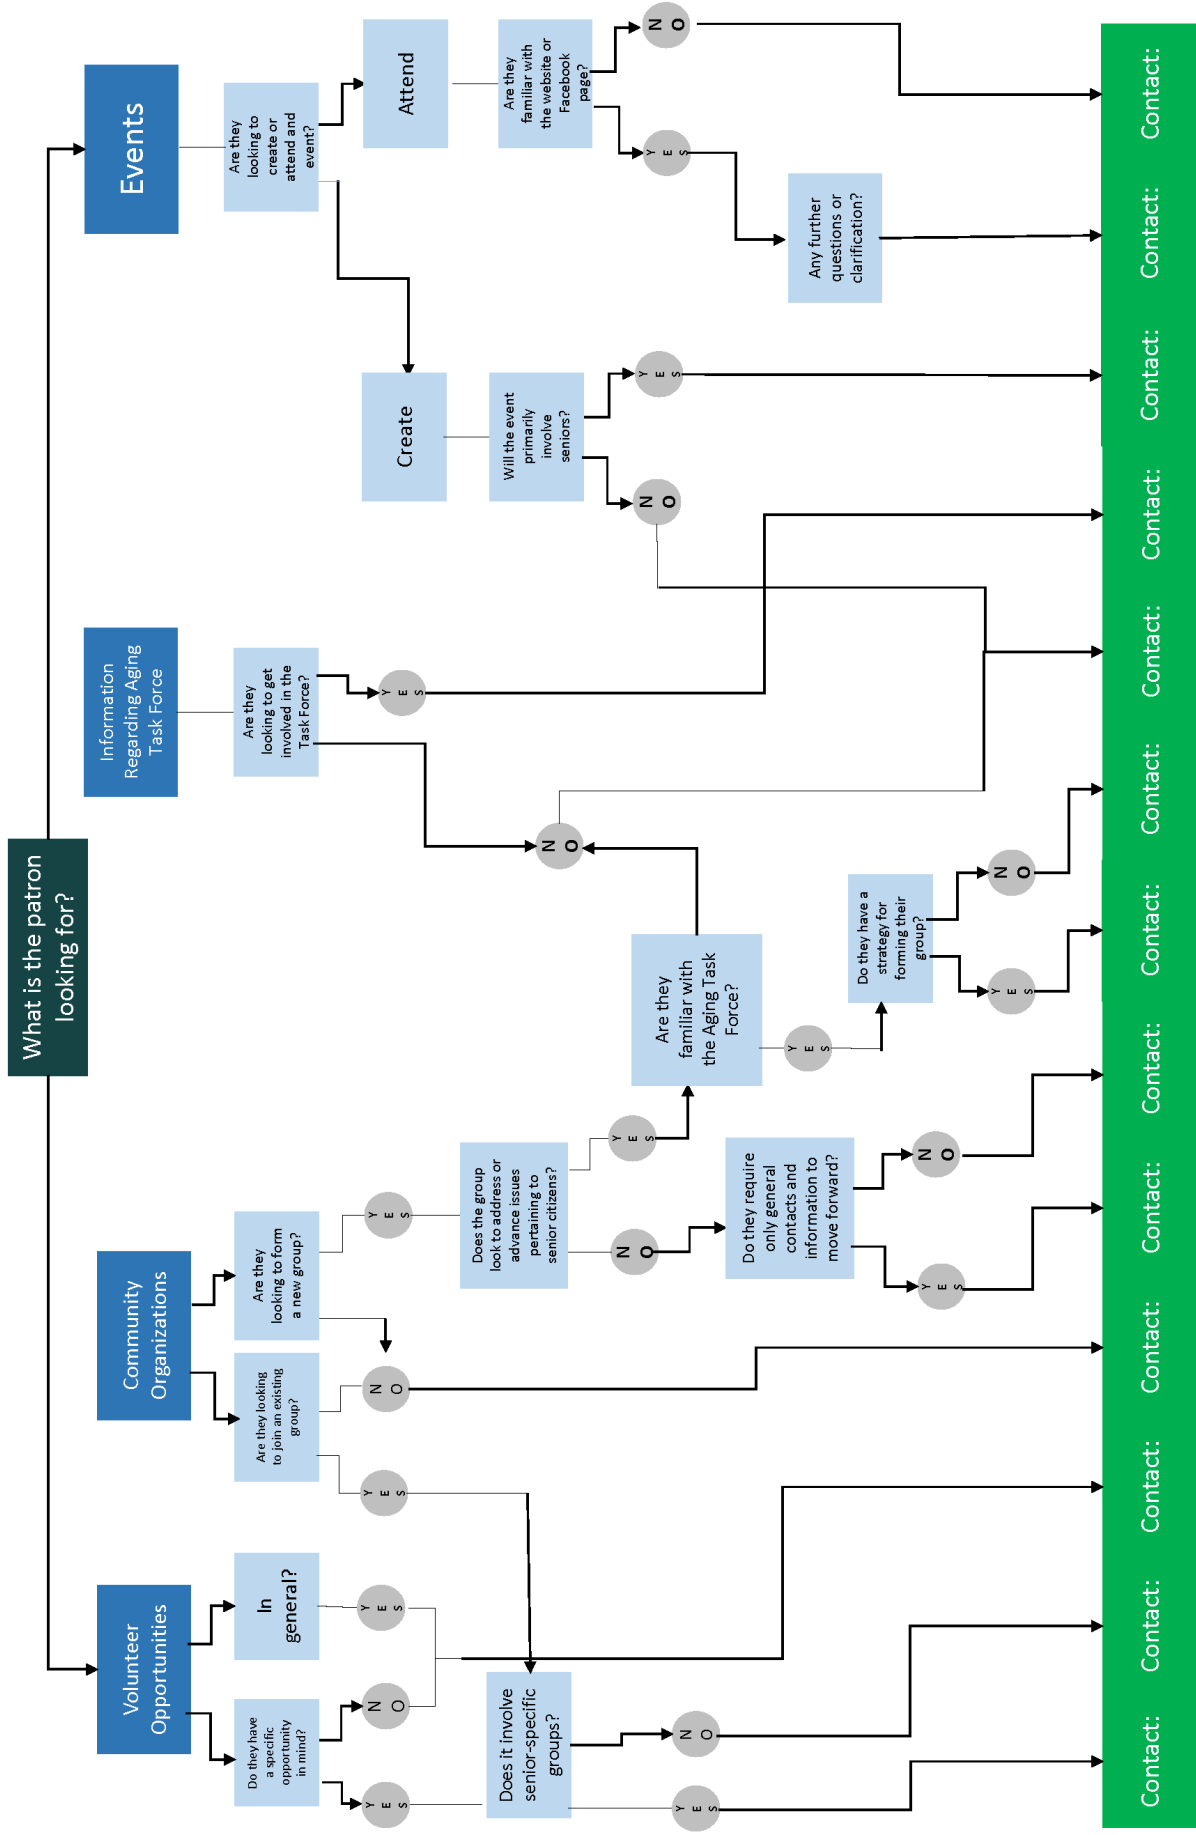 What is the patron
looking for?
Volunteer
Opportunities
Community
Organizations
Information
Regarding Aging
Task Force
Events
Do they have
a specific
opportunity
in mind?
In
general?
Are they looking
to join an existing
group?
Are they
looking to form
a new group?
Are they
looking to get
involved in the
Task Force?
Are they
looking to
create or
attend and
event?
YES
NO
YES
YES
NO
YES
YES
Create
Attend
Does it involve
senior-specific
groups?
Does the group
look to address or
advance issues
pertaining to
senior citizens?
NO
Will the event
primarily
involve
seniors?
Are they
familiar with
the website or
Facebook
page?
YES
NO
NO
YES
Are they
familiar with
the Aging Task
Force?
NO
YES
YES
NO
Do they require
only general
contacts and
information to
move forward?
YES
Do they have a
strategy for
forming their
group?
Any further
questions or
clarification?
YES
NO
YES
NO
Contact:
Contact:
Contact:
Contact:
Contact:
Contact:
Contact:
Contact:
Contact:
Contact:
Contact:
Contact:
Contact: